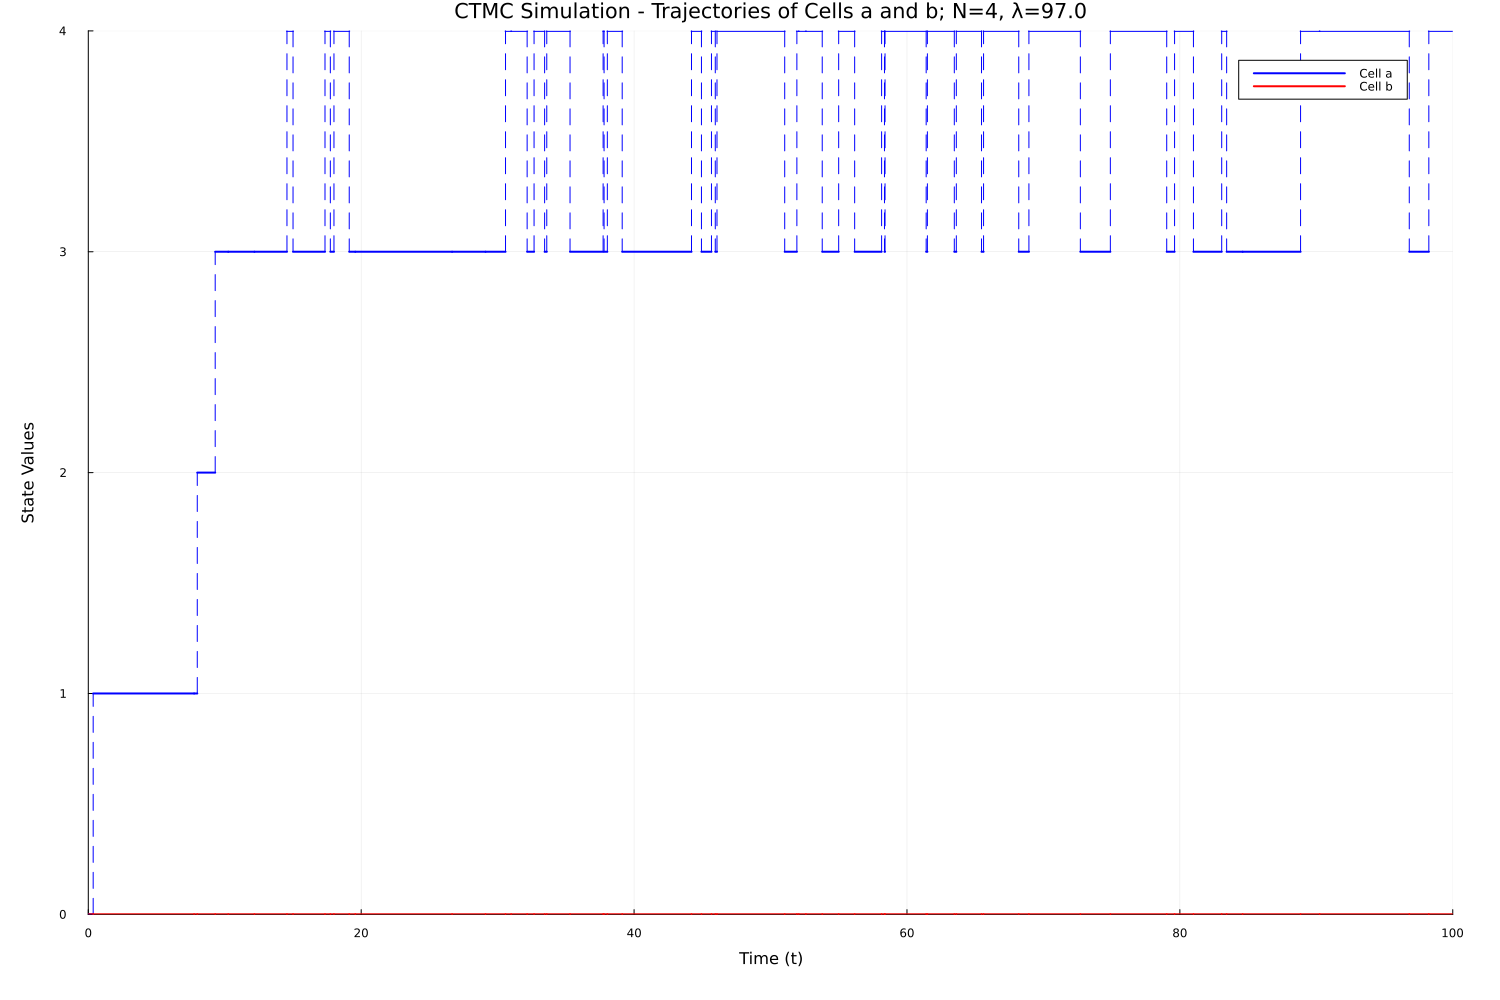 CTMC Simulation - Trajectories of Cells a and b; N=4, λ=97.0
4
Cell a
Cell b
3
State Values
2
1
0
0 20 40 60 80 100
Time (t)